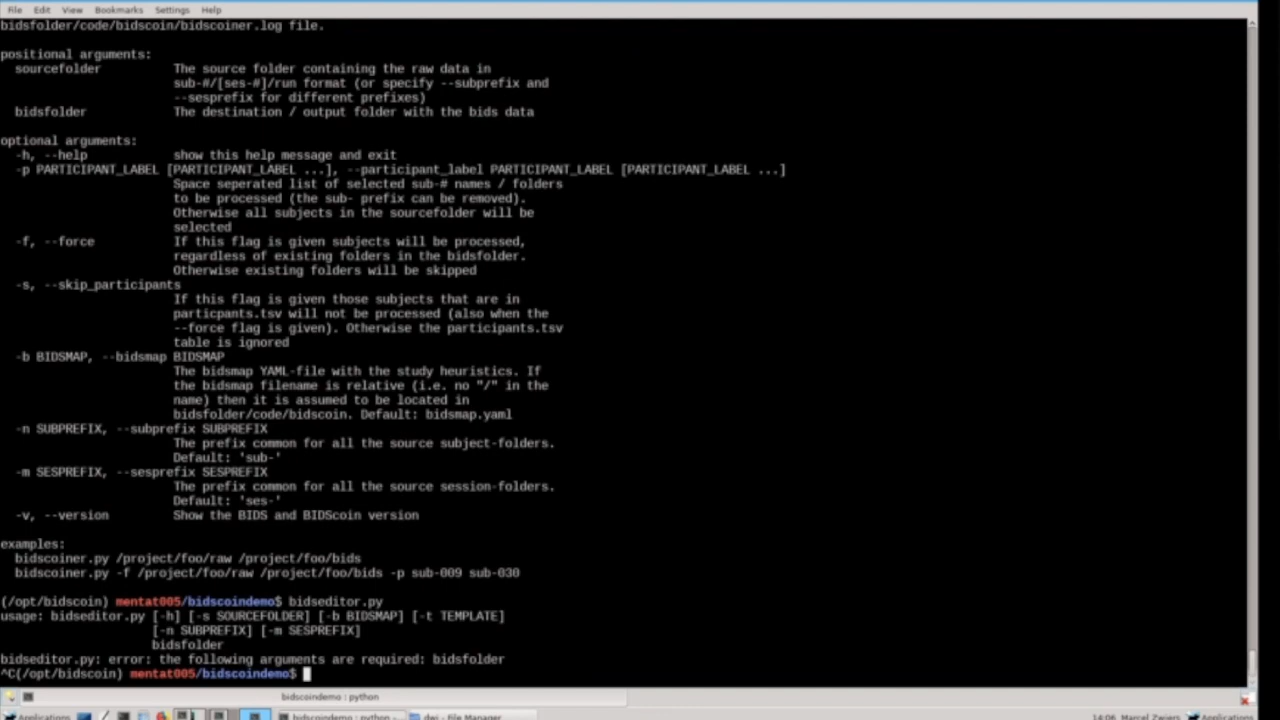 File Edit View Bookmarks Settings Help
bidsfolder/code/bidscoin/bidscoiner.log file.
positional arguments:
sourcefolder The source folder containing the raw data in
sub-#/[ses-#]/run format (or specify --subprefix and
--sesprefix for different prefixes)
bidsfolder The destination / output folder with the bids data
optional arguments:
-h, --help show this help message and exit
-p PARTICIPANT_LABEL [PARTICIPANT_LABEL ...], --participant_label PARTICIPANT_LABEL [PARTICIPANT_LABEL ...]
Space seperated list of selected sub-# names / folders
to be processed (the sub- prefix can be removed).
Otherwise all subjects in the sourcefolder will be
selected
-f, --force If this flag is given subjects will be processed,
regardless of existing folders in the bidsfolder.
Otherwise existing folders will be skipped
-s, --skip_participants
If this flag is given those subjects that are in
particpants.tsv will not be processed (also when the
--force flag is given). Otherwise the participants.tsv
table is ignored
-b BIDSMAP, --bidsmap BIDSMAP
The bidsmap YAML-file with the study heuristics. If
the bidsmap filename is relative (i.e. no "/" in the
name) then it is assumed to be located in
bidsfolder/code/bidscoin. Default: bidsmap.yaml
-n SUBPREFIX, --subprefix SUBPREFIX
The prefix common for all the source subject-folders.
Default: 'sub-'
-m SESPREFIX, --sesprefix SESPREFIX
The prefix common for all the source session-folders.
Default: 'ses-'
-v, --version Show the BIDS and BIDScoin version
examples:
bidscoiner.py /project/foo/raw /project/foo/bids
bidscoiner.py -f /project/foo/raw /project/foo/bids -p sub-009 sub-030
(/opt/bidscoin) mentat005/bidscoindemo$ bidseditor.py
usage: bidseditor.py [-h] [-s SOURCEFOLDER] [-b BIDSMAP] [-t TEMPLATE]
[-n SUBPREFIX] [-m SESPREFIX]
bidsfolder
bidseditor.py: error: the following arguments are required: bidsfolder
^C(/opt/bidscoin) mentat005/bidscoindemo$
bidscoindemo : python
Applications bidscoindemo : python dwi - File Manager 14:06, Marcel Zwiers Applications